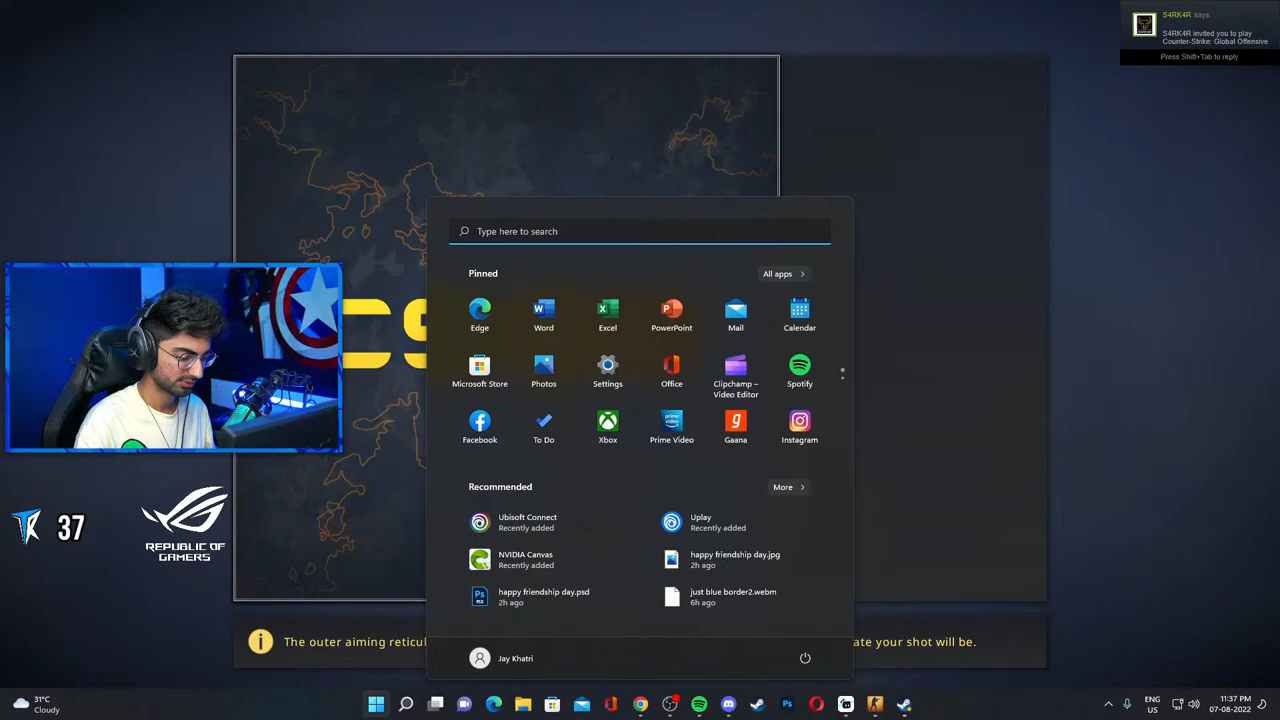 S4RK4R says:
S4RK4R invited you to play
Counter-Strike: Global Offensive
Press Shift+Tab to reply
Type here to search
Pinned
All apps
Edge
Word
Excel
PowerPoint
Mail
Calendar
Microsoft Store
Photos
Settings
Office
Clipchamp –
Video Editor
Spotify
Facebook
To Do
Xbox
Prime Video
Gaana
Instagram
CS
37
REPUBLIC OF
GAMERS
Recommended
More
Ubisoft Connect
Recently added
Uplay
Recently added
NVIDIA Canvas
Recently added
happy friendship day.jpg
2h ago
happy friendship day.psd
2h ago
just blue border2.webm
6h ago
The outer aiming reticu
ate your shot will be.
Jay Khatri
31°C
Cloudy
ENG
US
11:37 PM
07-08-2022